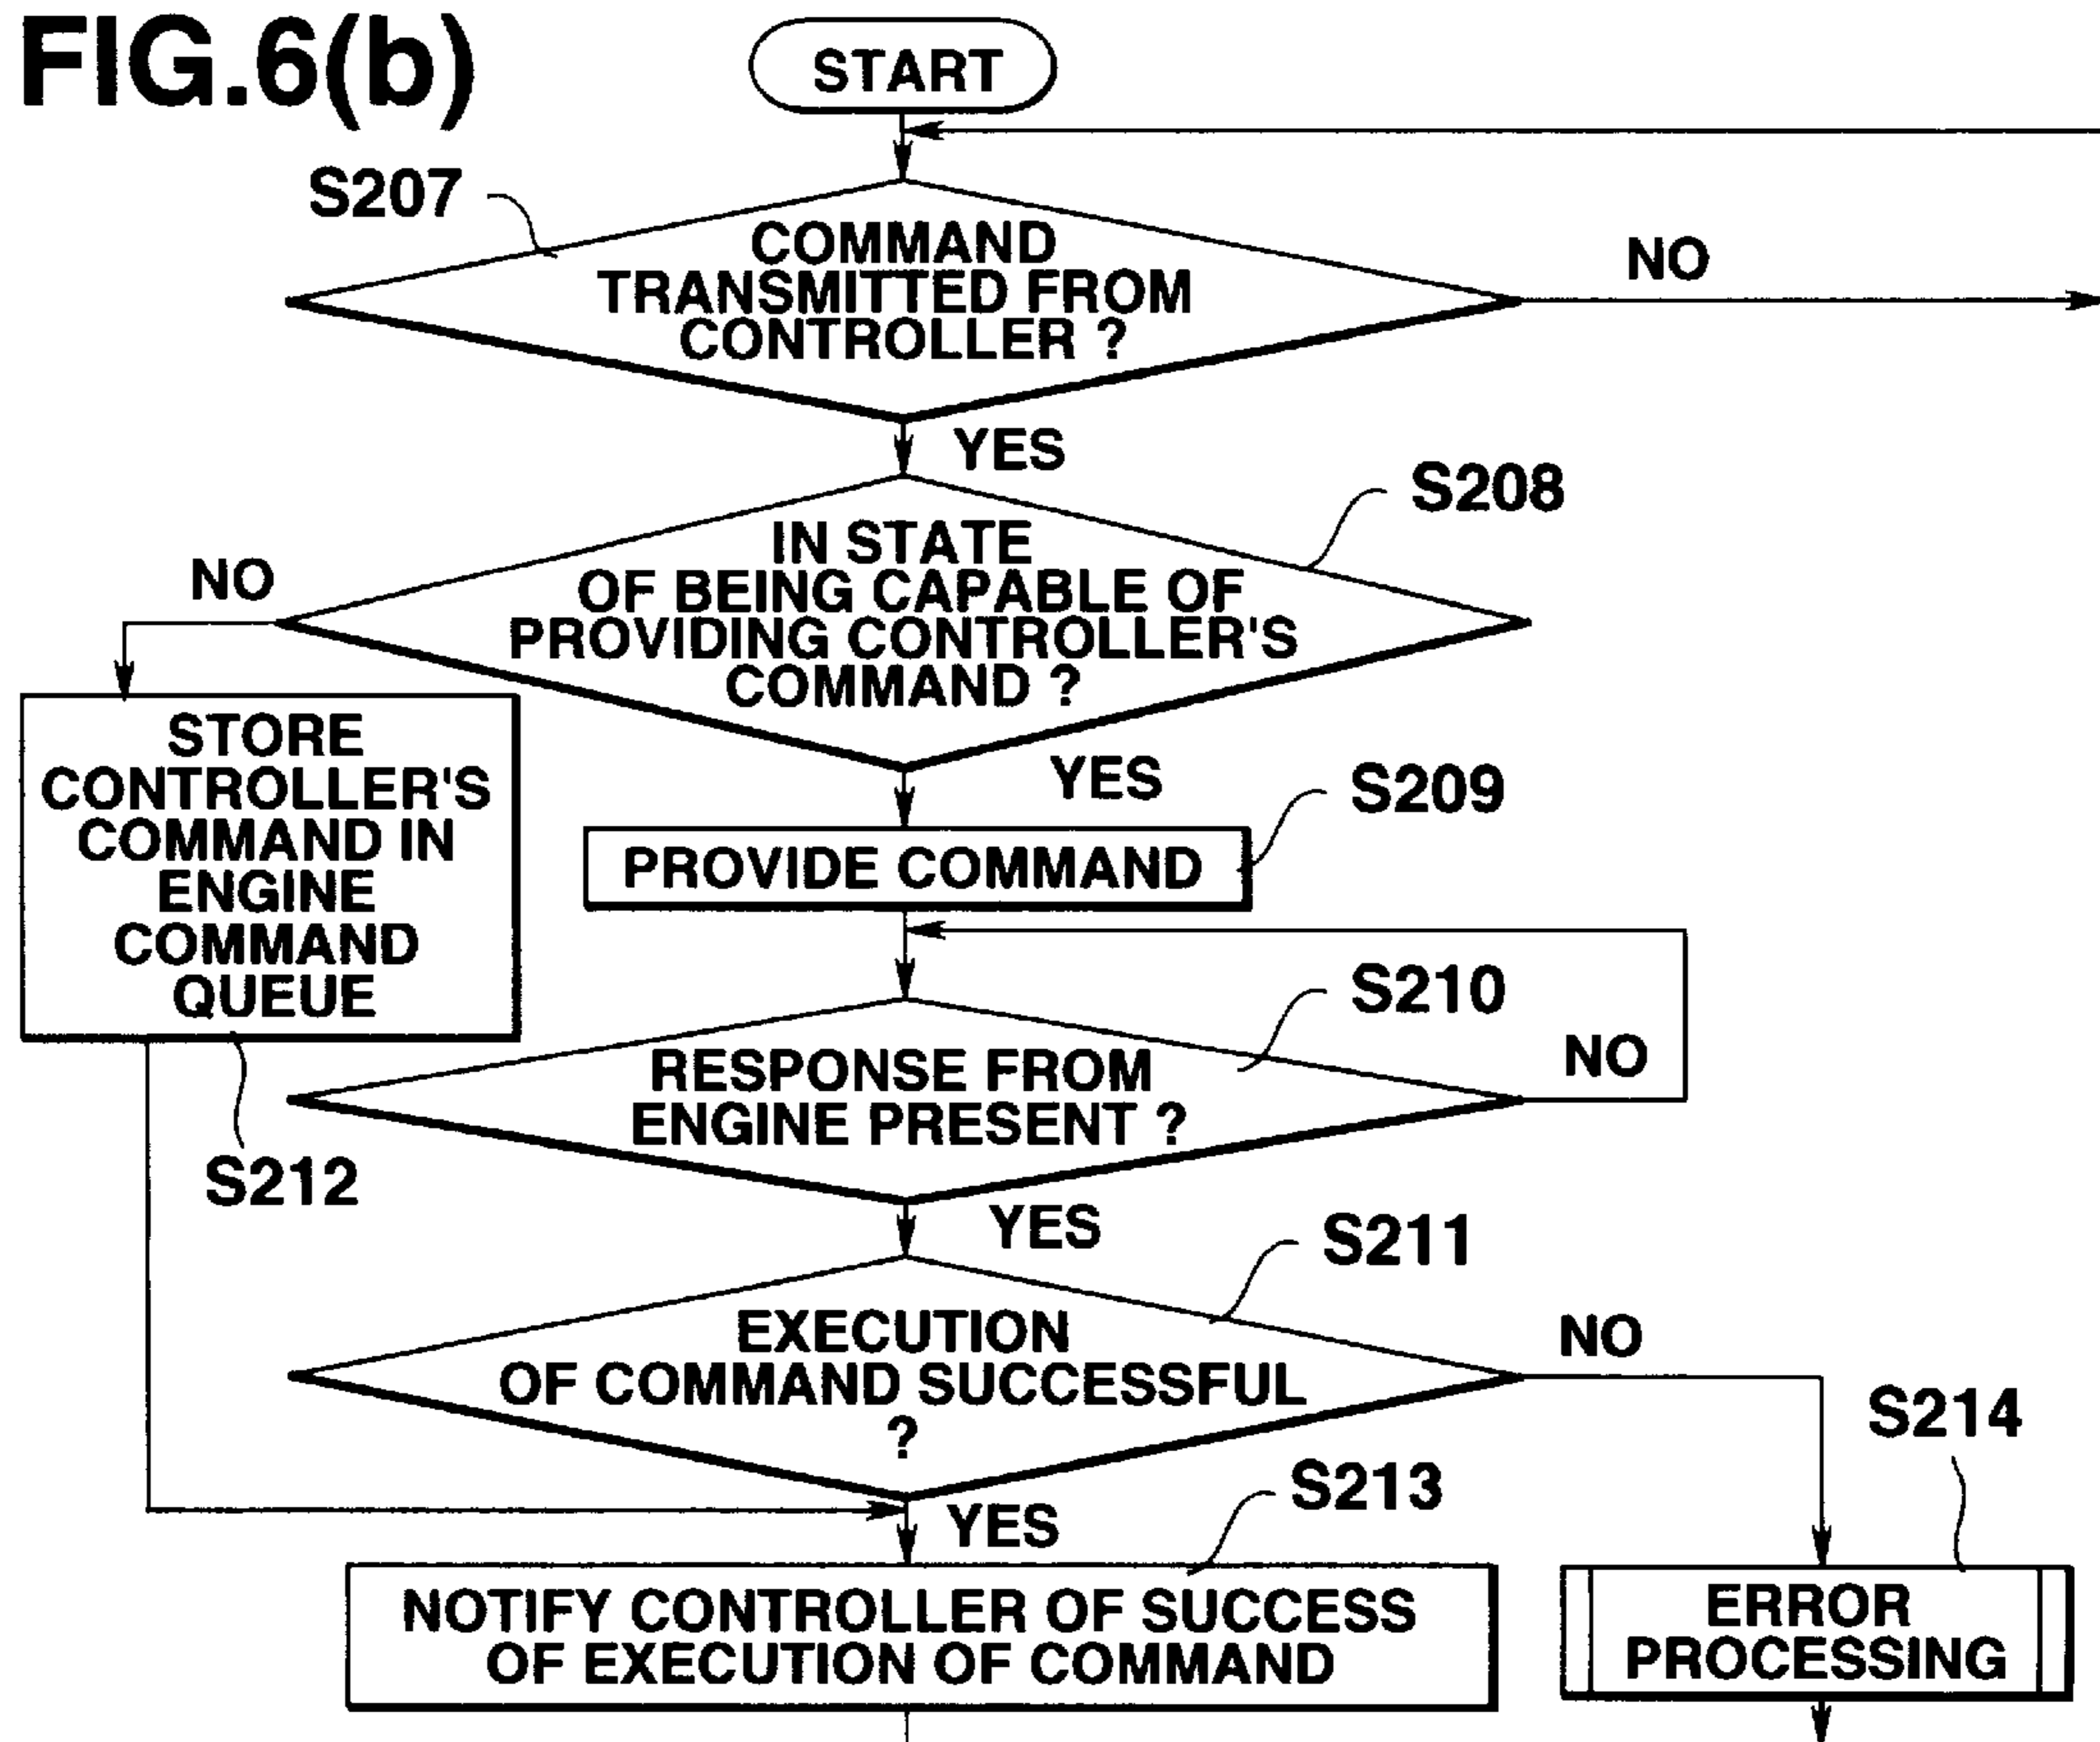 FIG.6(b)
START
S207
COMMAND
TRANSMITTED FROM
CONTROLLER ?
NO
YES
S208
IN STATE
OF BEING CAPABLE OF
PROVIDING CONTROLLER'S
COMMAND ?
NO
YES
STORE
CONTROLLER'S
COMMAND IN
ENGINE
COMMAND
QUEUE
S212
S209
PROVIDE COMMAND
S210
RESPONSE FROM
ENGINE PRESENT ?
NO
YES
S211
EXECUTION
OF COMMAND SUCCESSFUL
?
NO
YES
S213
NOTIFY CONTROLLER OF SUCCESS
OF EXECUTION OF COMMAND
S214
ERROR
PROCESSING